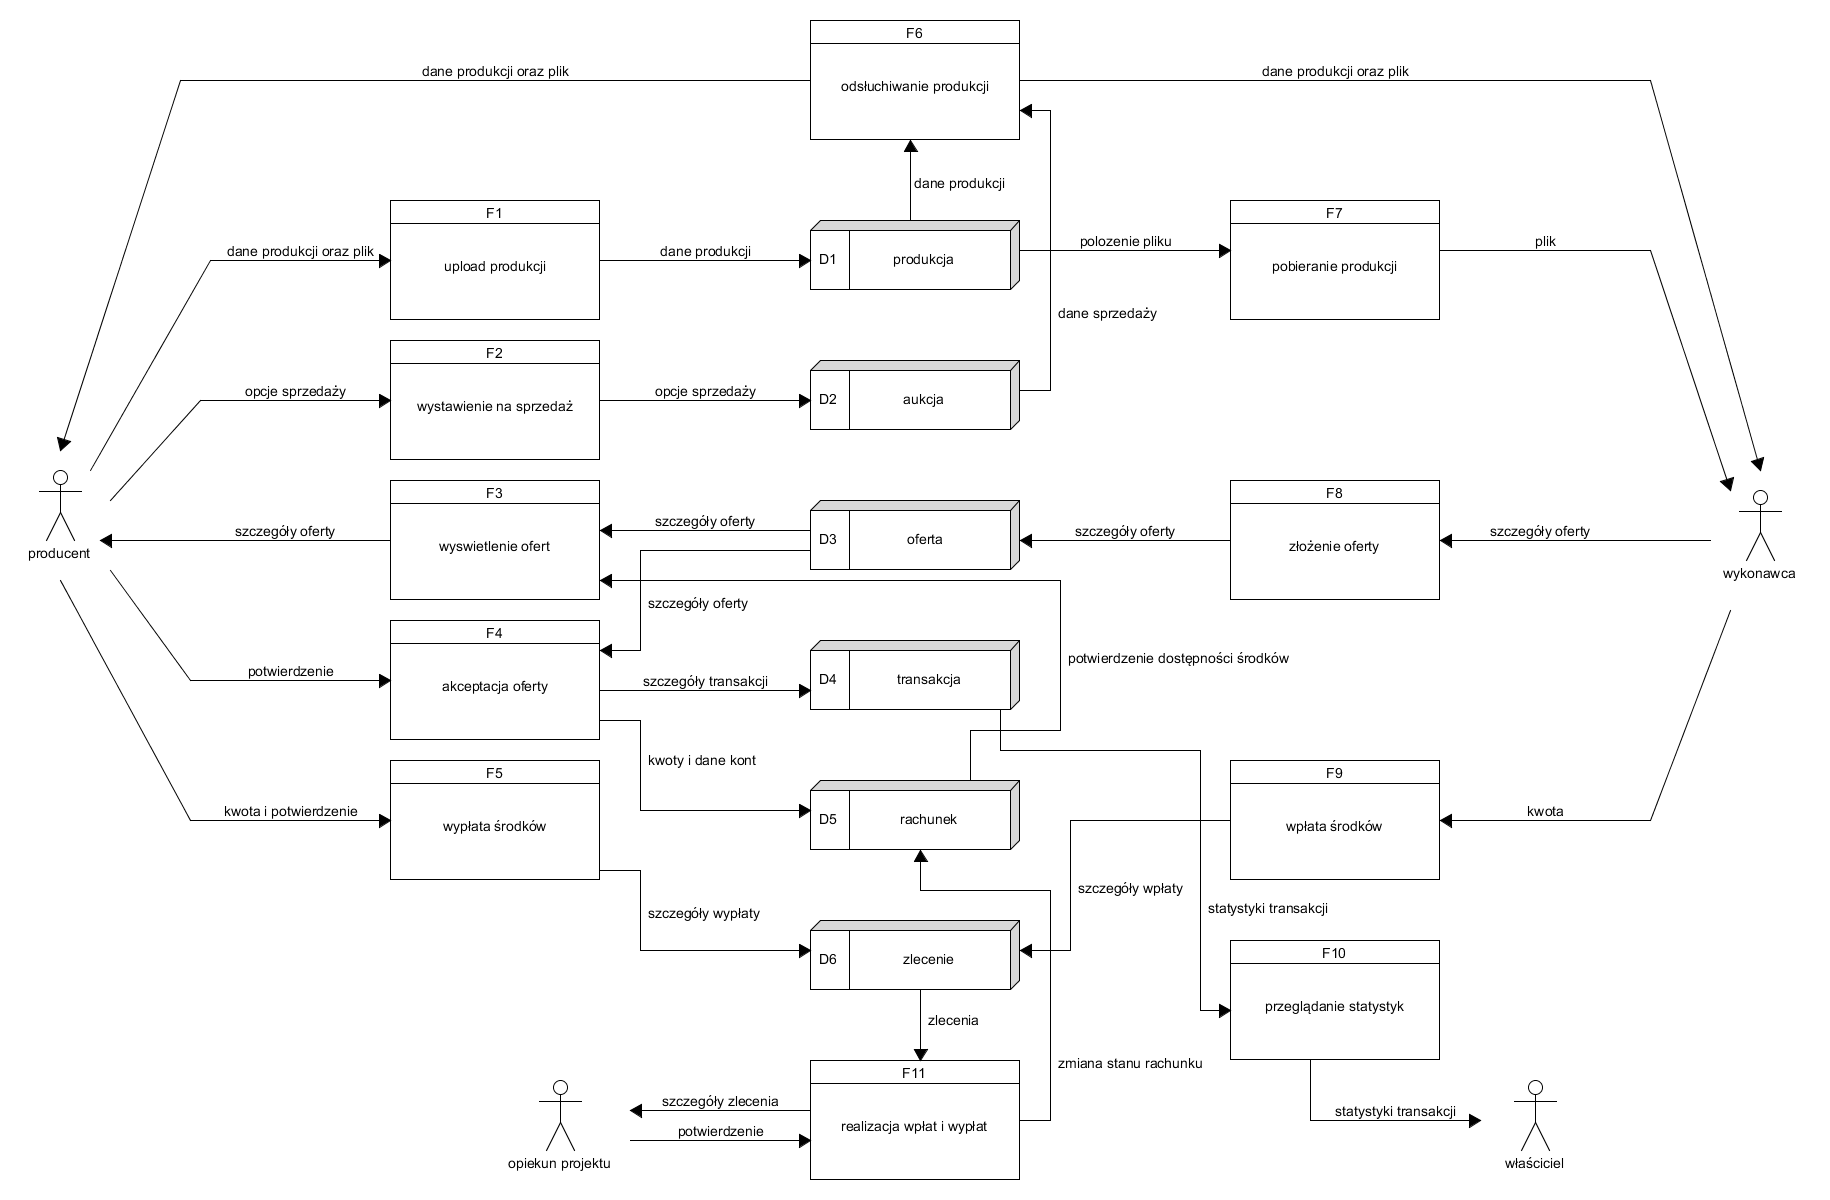 F6
dane produkcji oraz plik
dane produkcji oraz plik
odsłuchiwanie produkcji
dane produkcji
F1
F7
dane produkcji oraz plik
dane produkcji
polozenie pliku
plik
upload produkcji
D1
produkcja
pobieranie produkcji
dane sprzedaży
F2
opcje sprzedaży
opcje sprzedaży
wystawienie na sprzedaż
D2
aukcja
F3
F8
szczegóły oferty
szczegóły oferty
szczegóły oferty
szczegóły oferty
wyswietlenie ofert
D3
oferta
złożenie oferty
producent
wykonawca
szczegóły oferty
F4
potwierdzenie dostępności środków
potwierdzenie
szczegóły transakcji
akceptacja oferty
D4
transakcja
kwoty i dane kont
F5
F9
kwota i potwierdzenie
kwota
wypłata środków
D5
rachunek
wpłata środków
szczegóły wpłaty
szczegóły wypłaty
statystyki transakcji
F10
D6
zlecenie
przeglądanie statystyk
zlecenia
zmiana stanu rachunku
F11
szczegóły zlecenia
statystyki transakcji
potwierdzenie
realizacja wpłat i wypłat
opiekun projektu
właściciel